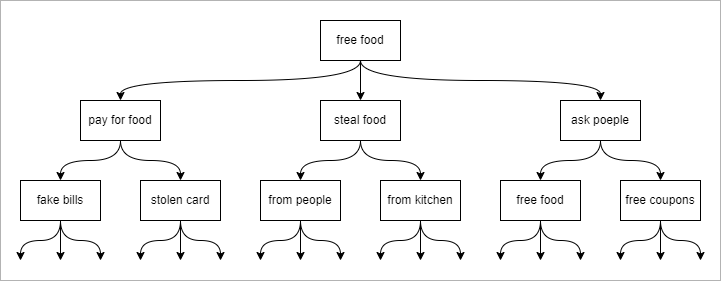 free food
pay for food
steal food
ask poeple
fake bills
stolen card
from people
from kitchen
free food
free coupons